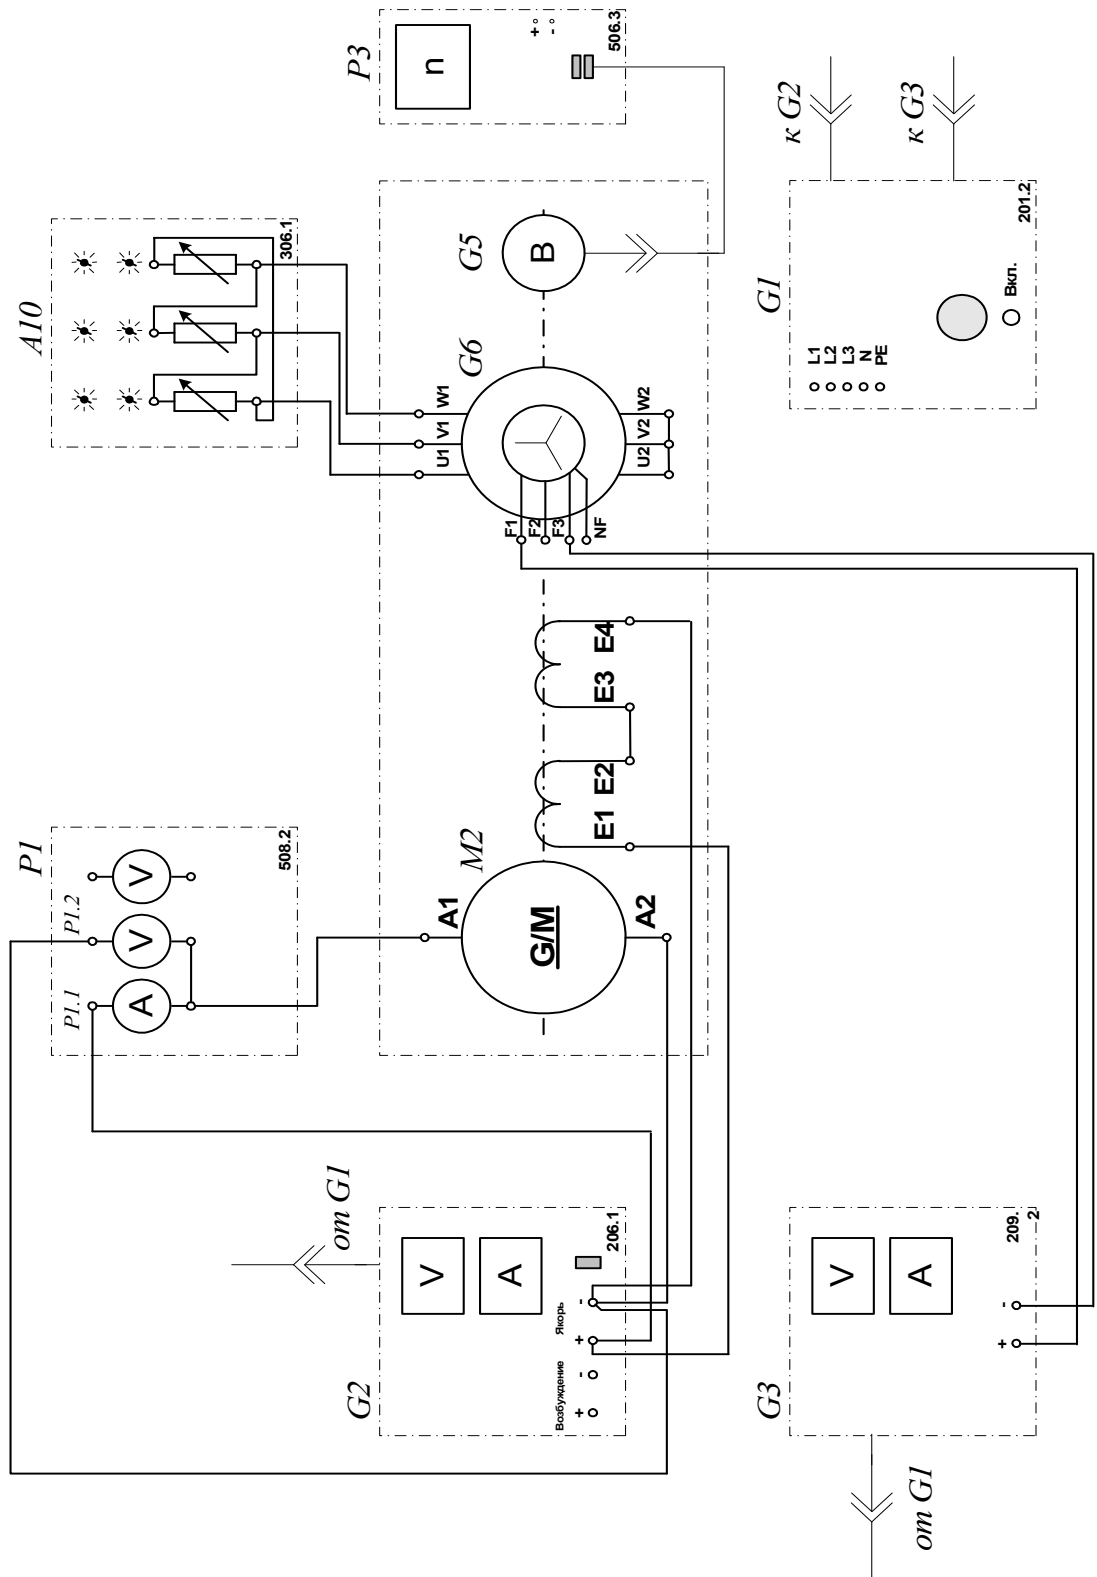 P3
n
+
-
506.3
к G2
к G3
A10
306.1
G5
B
G1
201.2
Вкл.
L1
L2
L3
N
PE
G6
W1
V1
U1
W2
V2
U2
F1
F2
F3
NF
E4
E3
E2
E1
P1
508.2
P1.2
P1.1
V
V
A
M2
A1
G/M
A2
от G1
G2
V
A
206.1
Якорь
-
+
Возбуждение
-
+
G3
V
A
209.
2
-
+
от G1